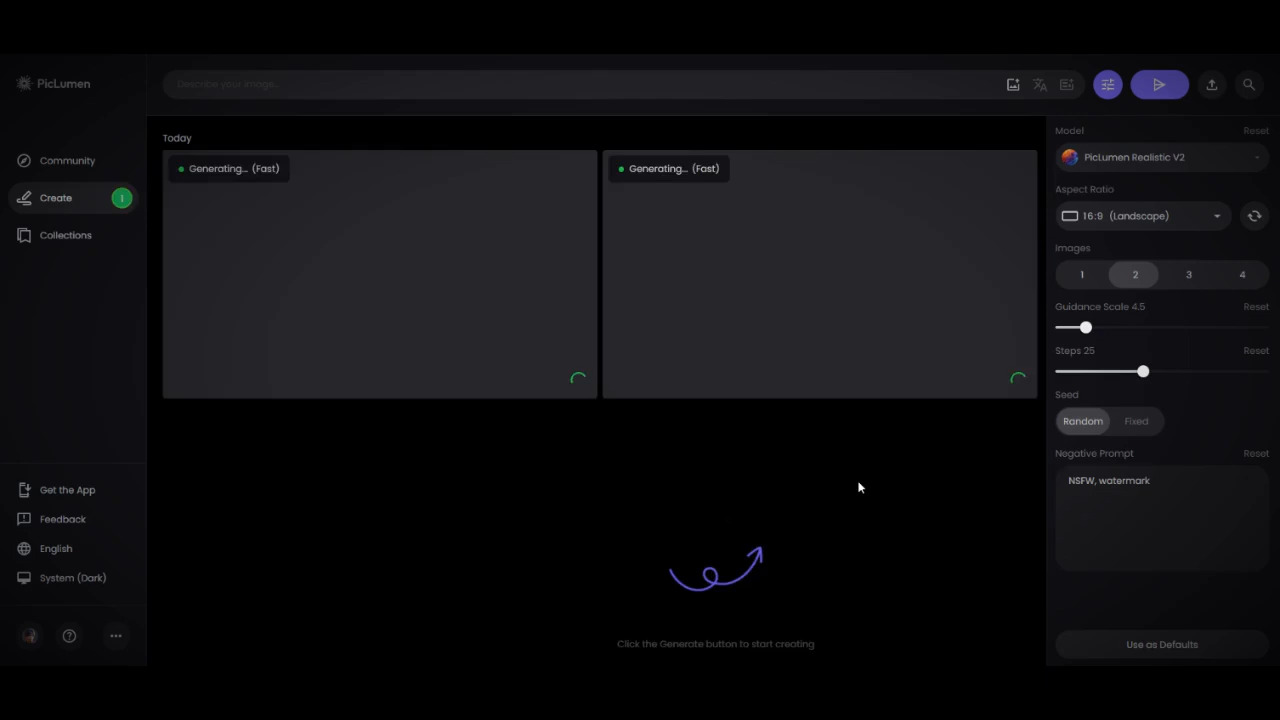 PicLumen
Describe your image...
Community
Create
1
Collections
Get the App
Feedback
English
System (Dark)
Today
Generating... (Fast)
Generating... (Fast)
Click the Generate button to start creating
Model
Reset
PicLumen Realistic V2
Aspect Ratio
16:9 (Landscape)
Images
1 2 3 4
Guidance Scale 4.5
Reset
Steps 25
Reset
Seed
Random Fixed
Negative Prompt
Reset
NSFW, watermark
Use as Defaults